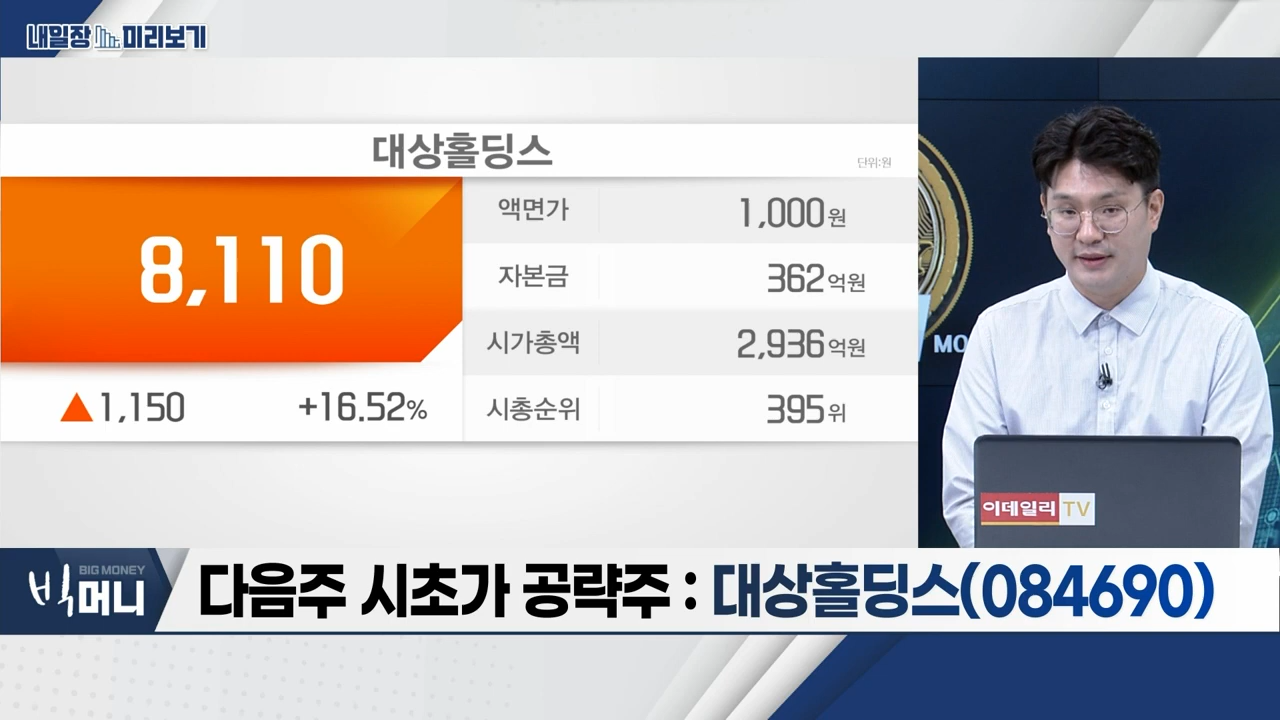 내일장 미리보기
대상홀딩스
단위:원
8,110
▲1,150 +16.52%
액면가 1,000원
자본금 362억원
시가총액 2,936억원
시총순위 395위
MO
이데일리 TV
BIG MONEY
빅머니
다음주 시초가 공략주 : 대상홀딩스(084690)